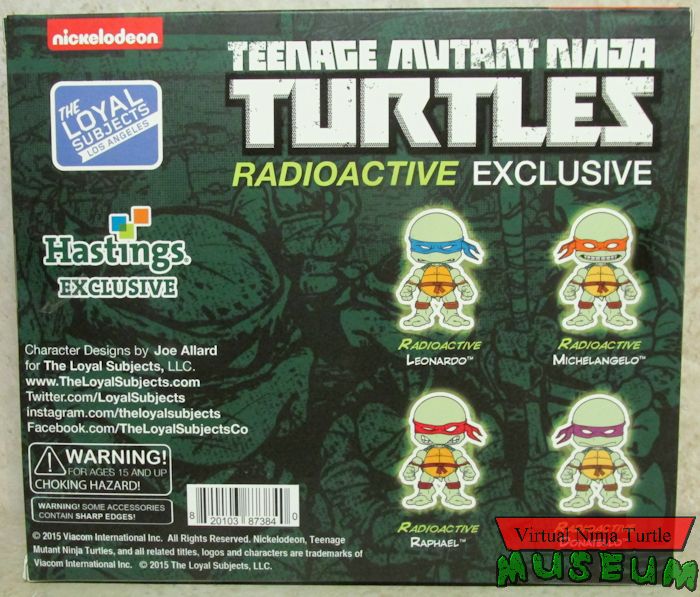 nickelodeon
TEENAGE MUTANT NINJA
TURTLES
THE
LOYAL
SUBJECTS
LOS ANGELES
RADIOACTIVE EXCLUSIVE
Hastings.
EXCLUSIVE
RADIOACTIVE
LEONARDO™
RADIOACTIVE
MICHELANGELO™
Character Designs by Joe Allard
for The Loyal Subjects, LLC.
www.TheLoyalSubjects.com
Twitter.com/LoyalSubjects
instagram.com/theloyalsubjects
Facebook.com/TheLoyalSubjectsCo
WARNING!
FOR AGES 15 AND UP
CHOKING HAZARD!
WARNING! SOME ACCESSORIES
CONTAIN SHARP EDGES!
8 20103 87384 0
RADIOACTIVE
RAPHAEL™
RADIOACTIVE
DONATELLO™
© 2015 Viacom International Inc. All Rights Reserved. Nickelodeon, Teenage
Mutant Ninja Turtles, and all related titles, logos and characters are trademarks of
Viacom International Inc. © 2015 The Loyal Subjects, LLC.
Virtual Ninja Turtle
MUSEUM